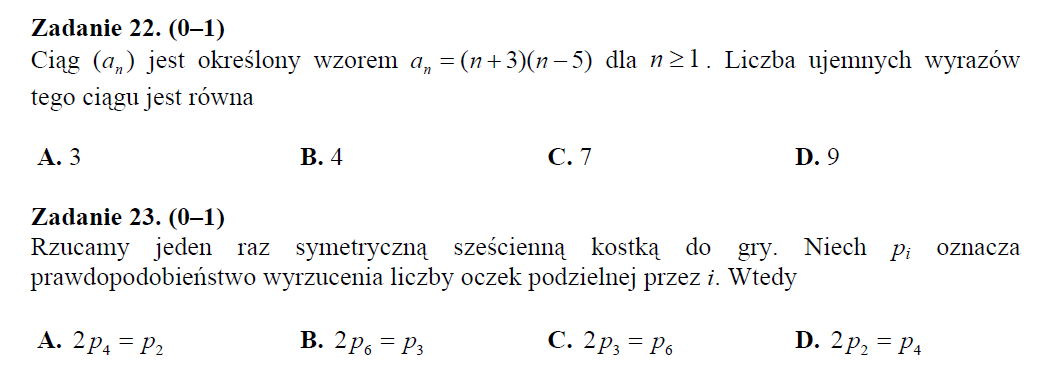 Zadanie 22. (0–1)
Ciąg (aₙ) jest określony wzorem aₙ = (n + 3)(n − 5) dla n ≥ 1. Liczba ujemnych wyrazów
tego ciągu jest równa
A. 3 B. 4 C. 7 D. 9
Zadanie 23. (0–1)
Rzucamy jeden raz symetryczną sześcienną kostką do gry. Niech pᵢ oznacza
prawdopodobieństwo wyrzucenia liczby oczek podzielnej przez i. Wtedy
A. 2p₄ = p₂ B. 2p₆ = p₃ C. 2p₃ = p₆ D. 2p₂ = p₄